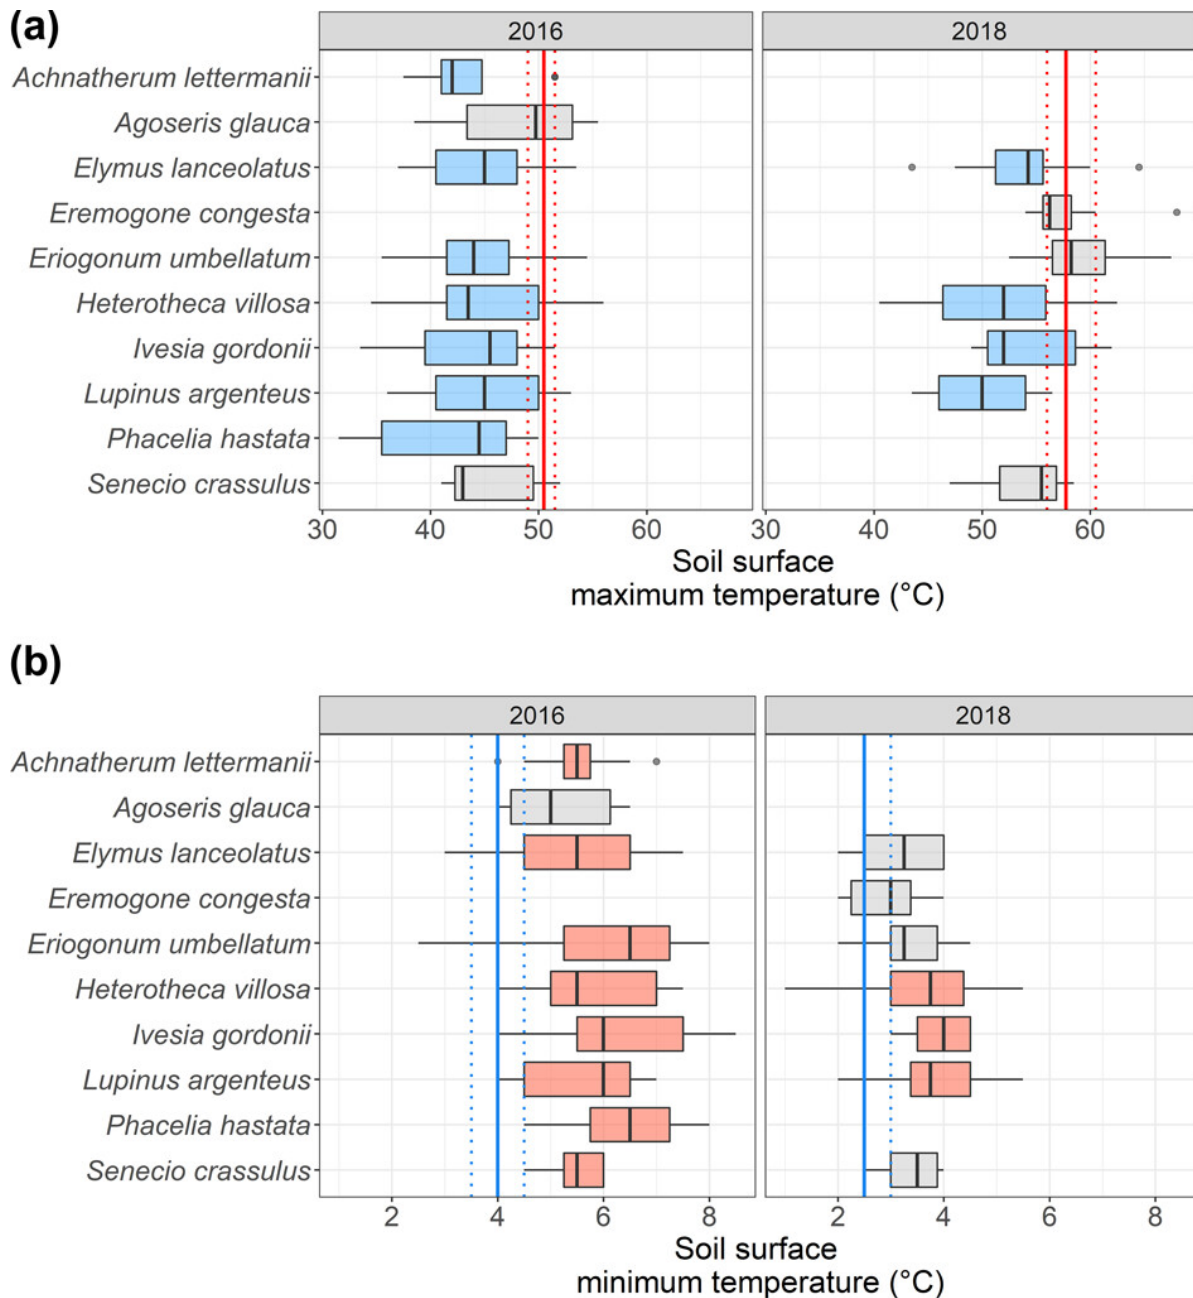 (a)
2016
2018
Achnatherum lettermanii
Agoseris glauca
Elymus lanceolatus
Eremogone congesta
Eriogonum umbellatum
Heterotheca villosa
Ivesia gordonii
Lupinus argenteus
Phacelia hastata
Senecio crassulus
30 40 50 60 30 40 50 60
Soil surface
maximum temperature (°C)
(b)
2016
2018
Achnatherum lettermanii
Agoseris glauca
Elymus lanceolatus
Eremogone congesta
Eriogonum umbellatum
Heterotheca villosa
Ivesia gordonii
Lupinus argenteus
Phacelia hastata
Senecio crassulus
2 4 6 8 2 4 6 8
Soil surface
minimum temperature (°C)